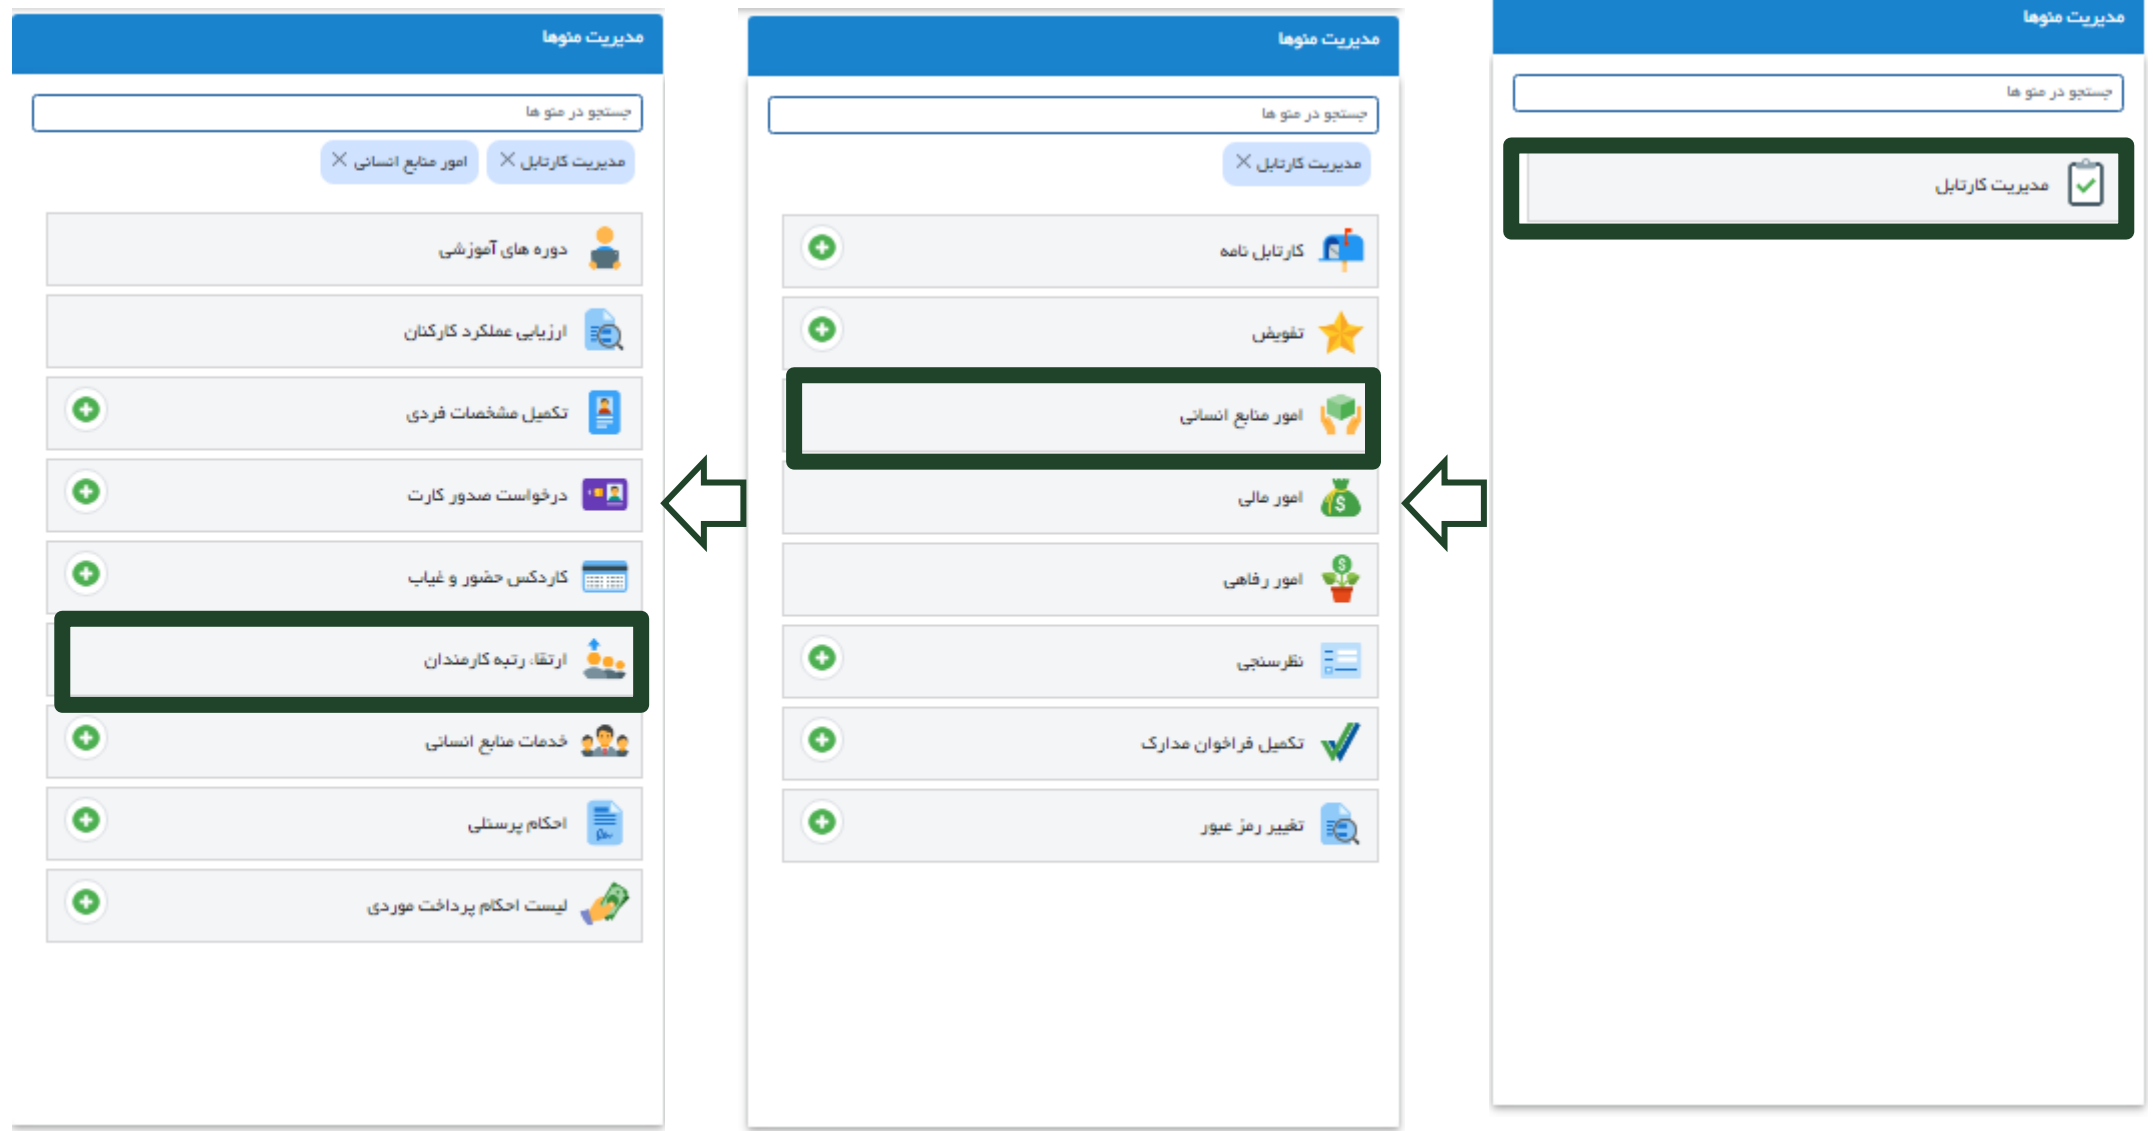 مدیریت منوها
جستجو در منو ها
مدیریت کارتابل
مدیریت منوها
جستجو در منو ها
مدیریت کارتابل
کارتابل نامه
تفویض
امور منابع انسانی
امور مالی
امور رفاهی
نظرسنجی
تکمیل فراخوان مدارک
تغییر رمز عبور
مدیریت منوها
جستجو در منو ها
مدیریت کارتابل امور منابع انسانی
دوره های آموزشی
ارزیابی عملکرد کارکنان
تکمیل مشخصات فردی
درخواست صدور کارت
کاردکس حضور و غیاب
ارتقاء رتبه کارمندان
خدمات منابع انسانی
احکام پرسنلی
لیست احکام پرداخت موردی